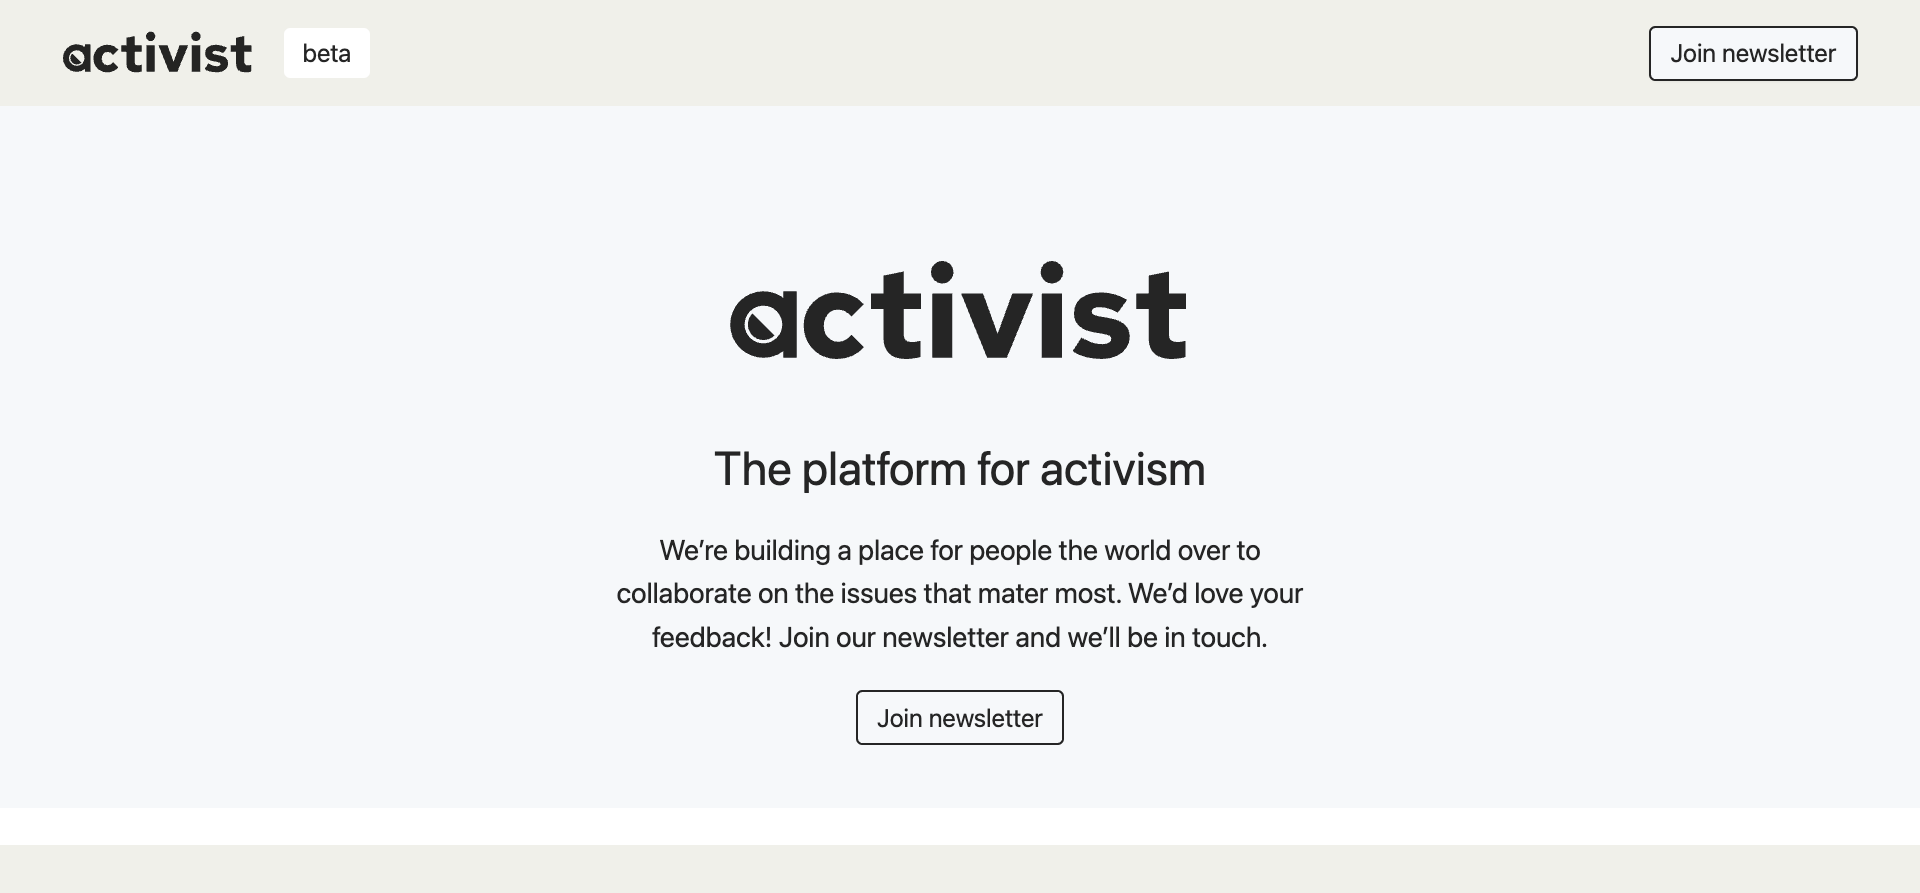 activist
beta
Join newsletter
activist
The platform for activism
We’re building a place for people the world over to
collaborate on the issues that mater most. We’d love your
feedback! Join our newsletter and we’ll be in touch.
Join newsletter